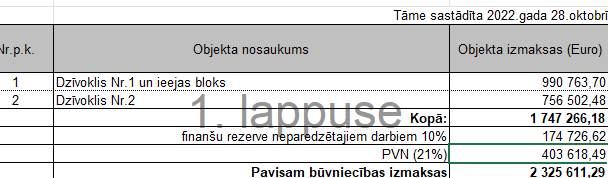 Tāme sastādīta 2022.gada 28.oktobrī
Nr.p.k. Objekta nosaukums Objekta izmaksas (Euro)
1 Dzīvoklis Nr.1 un ieejas bloks 990 763,70
2 Dzīvoklis Nr.2 756 502,48
1. lappuse
Kopā: 1 747 266,18
finanšu rezerve neparedzētajiem darbiem 10% 174 726,62
PVN (21%) 403 618,49
Pavisam būvniecības izmaksas 2 325 611,29